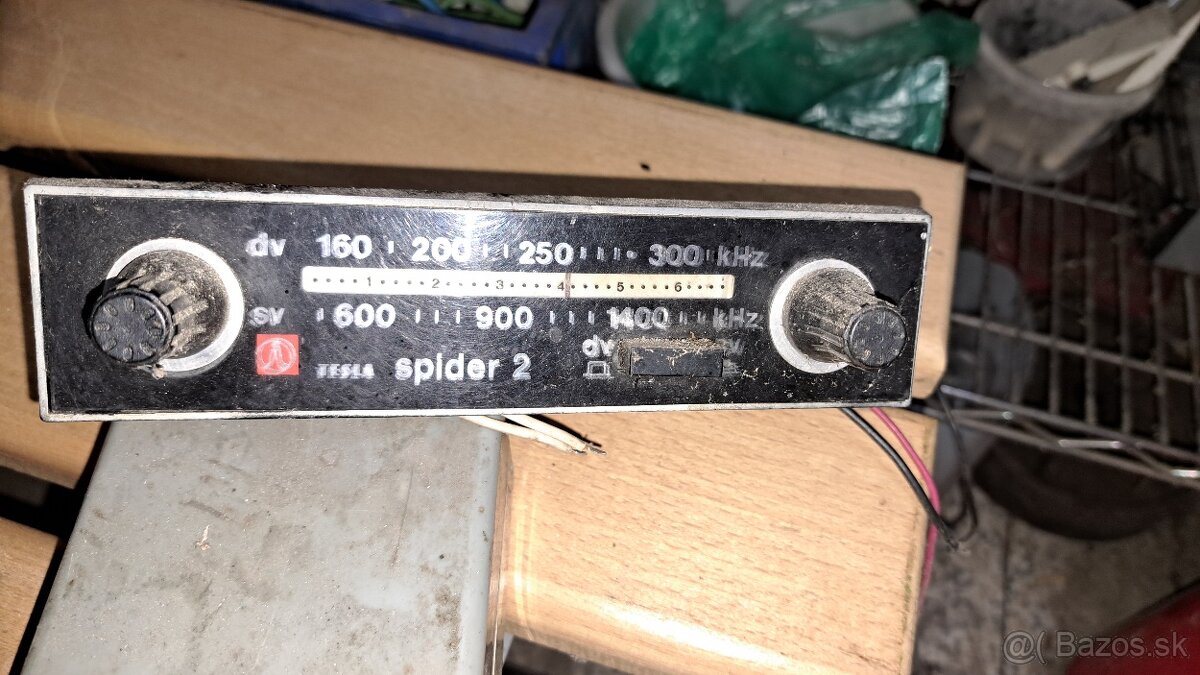 dv 160 200 250 300 kHz
1 2 3 4 5 6
sv 600 900 1400 kHz
dv sv
TESLA spider 2
@( Bazos.sk